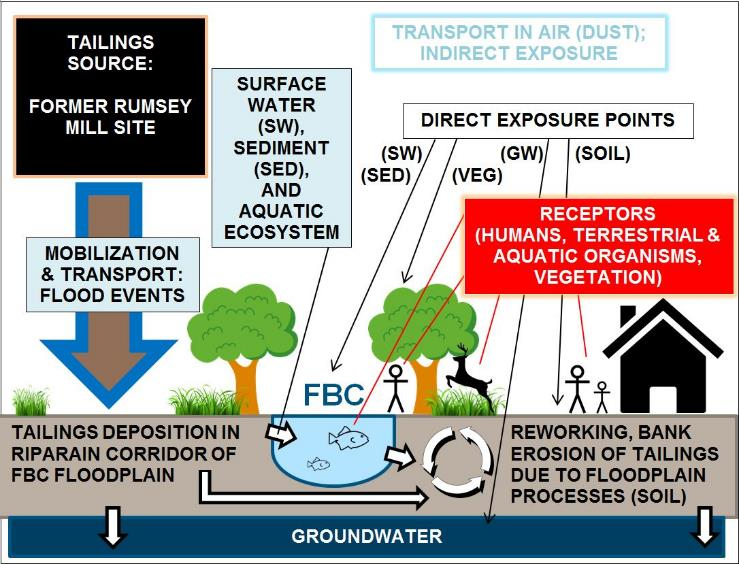 TAILINGS
SOURCE:
FORMER RUMSEY
MILL SITE
TRANSPORT IN AIR (DUST);
INDIRECT EXPOSURE
SURFACE
WATER
(SW),
SEDIMENT
(SED),
AND
AQUATIC
ECOSYSTEM
DIRECT EXPOSURE POINTS
(SW)
(SED)
(VEG)
(GW)
(SOIL)
RECEPTORS
(HUMANS, TERRESTRIAL &
AQUATIC ORGANISMS,
VEGETATION)
MOBILIZATION
& TRANSPORT:
FLOOD EVENTS
FBC
TAILINGS DEPOSITION IN
RIPARAIN CORRIDOR OF
FBC FLOODPLAIN
REWORKING, BANK
EROSION OF TAILINGS
DUE TO FLOODPLAIN
PROCESSES (SOIL)
GROUNDWATER